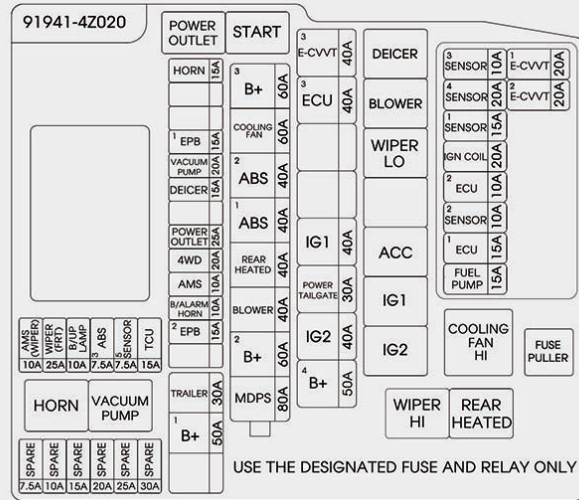 91941-4Z020
POWER OUTLET
START
HORN 15A
1 EPB 15A
VACUUM PUMP 20A
DEICER 15A
POWER OUTLET 25A
4WD 20A
AMS 10A
B/ALARM HORN 10A
2 EPB 15A
TRAILER 30A
1 B+ 50A
3 B+ 60A
COOLING FAN 60A
2 ABS 40A
1 ABS 40A
REAR HEATED 40A
BLOWER 40A
2 B+ 60A
MDPS 80A
3 E-CVVT 40A
3 ECU 40A
IG1 40A
POWER TAILGATE 30A
IG2 40A
4 B+ 50A
DEICER
BLOWER
WIPER LO
ACC
IG1
IG2
3 SENSOR 10A
1 E-CVVT 20A
4 SENSOR 20A
2 E-CVVT 20A
1 SENSOR 15A
IGN COIL 20A
2 ECU 10A
2 SENSOR 10A
1 ECU 15A
FUEL PUMP 15A
COOLING FAN HI
FUSE PULLER
WIPER HI
REAR HEATED
AMS (WIPER) 10A
WIPER (FRT) 25A
B/UP LAMP 10A
3 ABS 7.5A
5 SENSOR 7.5A
TCU 15A
HORN
VACUUM PUMP
SPARE 7.5A
SPARE 10A
SPARE 15A
SPARE 20A
SPARE 25A
SPARE 30A
USE THE DESIGNATED FUSE AND RELAY ONLY